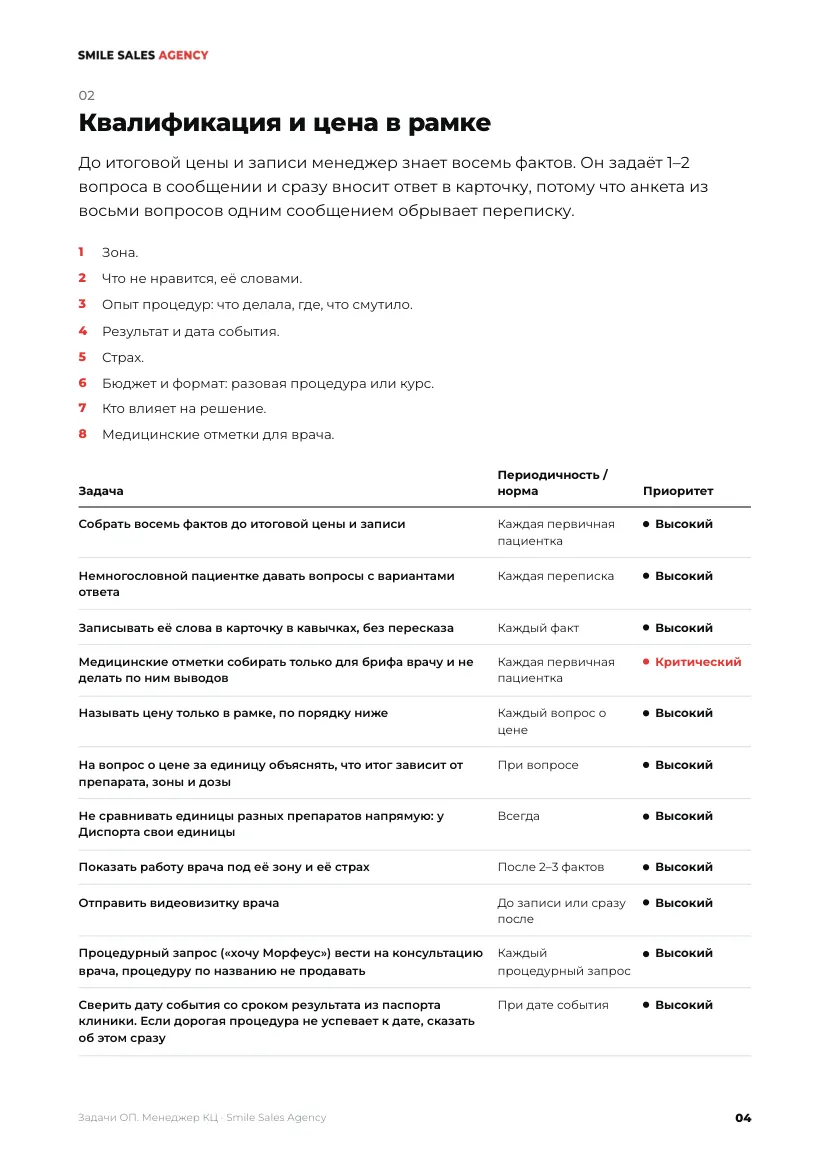 SMILE SALES AGENCY
02
Квалификация и цена в рамке
До итоговой цены и записи менеджер знает восемь фактов. Он задаёт 1–2
вопроса в сообщении и сразу вносит ответ в карточку, потому что анкета из
восьми вопросов одним сообщением обрывает переписку.
1 Зона.
2 Что не нравится, её словами.
3 Опыт процедур: что делала, где, что смутило.
4 Результат и дата события.
5 Страх.
6 Бюджет и формат: разовая процедура или курс.
7 Кто влияет на решение.
8 Медицинские отметки для врача.
Задача
Периодичность /
норма
Приоритет
Собрать восемь фактов до итоговой цены и записи
Каждая первичная
пациентка
● Высокий
Немногословной пациентке давать вопросы с вариантами
ответа
Каждая переписка
● Высокий
Записывать её слова в карточку в кавычках, без пересказа
Каждый факт
● Высокий
Медицинские отметки собирать только для брифа врачу и не
делать по ним выводов
Каждая первичная
пациентка
● Критический
Называть цену только в рамке, по порядку ниже
Каждый вопрос о
цене
● Высокий
На вопрос о цене за единицу объяснять, что итог зависит от
препарата, зоны и дозы
При вопросе
● Высокий
Не сравнивать единицы разных препаратов напрямую: у
Диспорта свои единицы
Всегда
● Высокий
Показать работу врача под её зону и её страх
После 2–3 фактов
● Высокий
Отправить видеовизитку врача
До записи или сразу
после
● Высокий
Процедурный запрос («хочу Морфеус») вести на консультацию
врача, процедуру по названию не продавать
Каждый
процедурный запрос
● Высокий
Сверить дату события со сроком результата из паспорта
клиники. Если дорогая процедура не успевает к дате, сказать
об этом сразу
При дате события
● Высокий
Задачи ОП. Менеджер КЦ · Smile Sales Agency
04